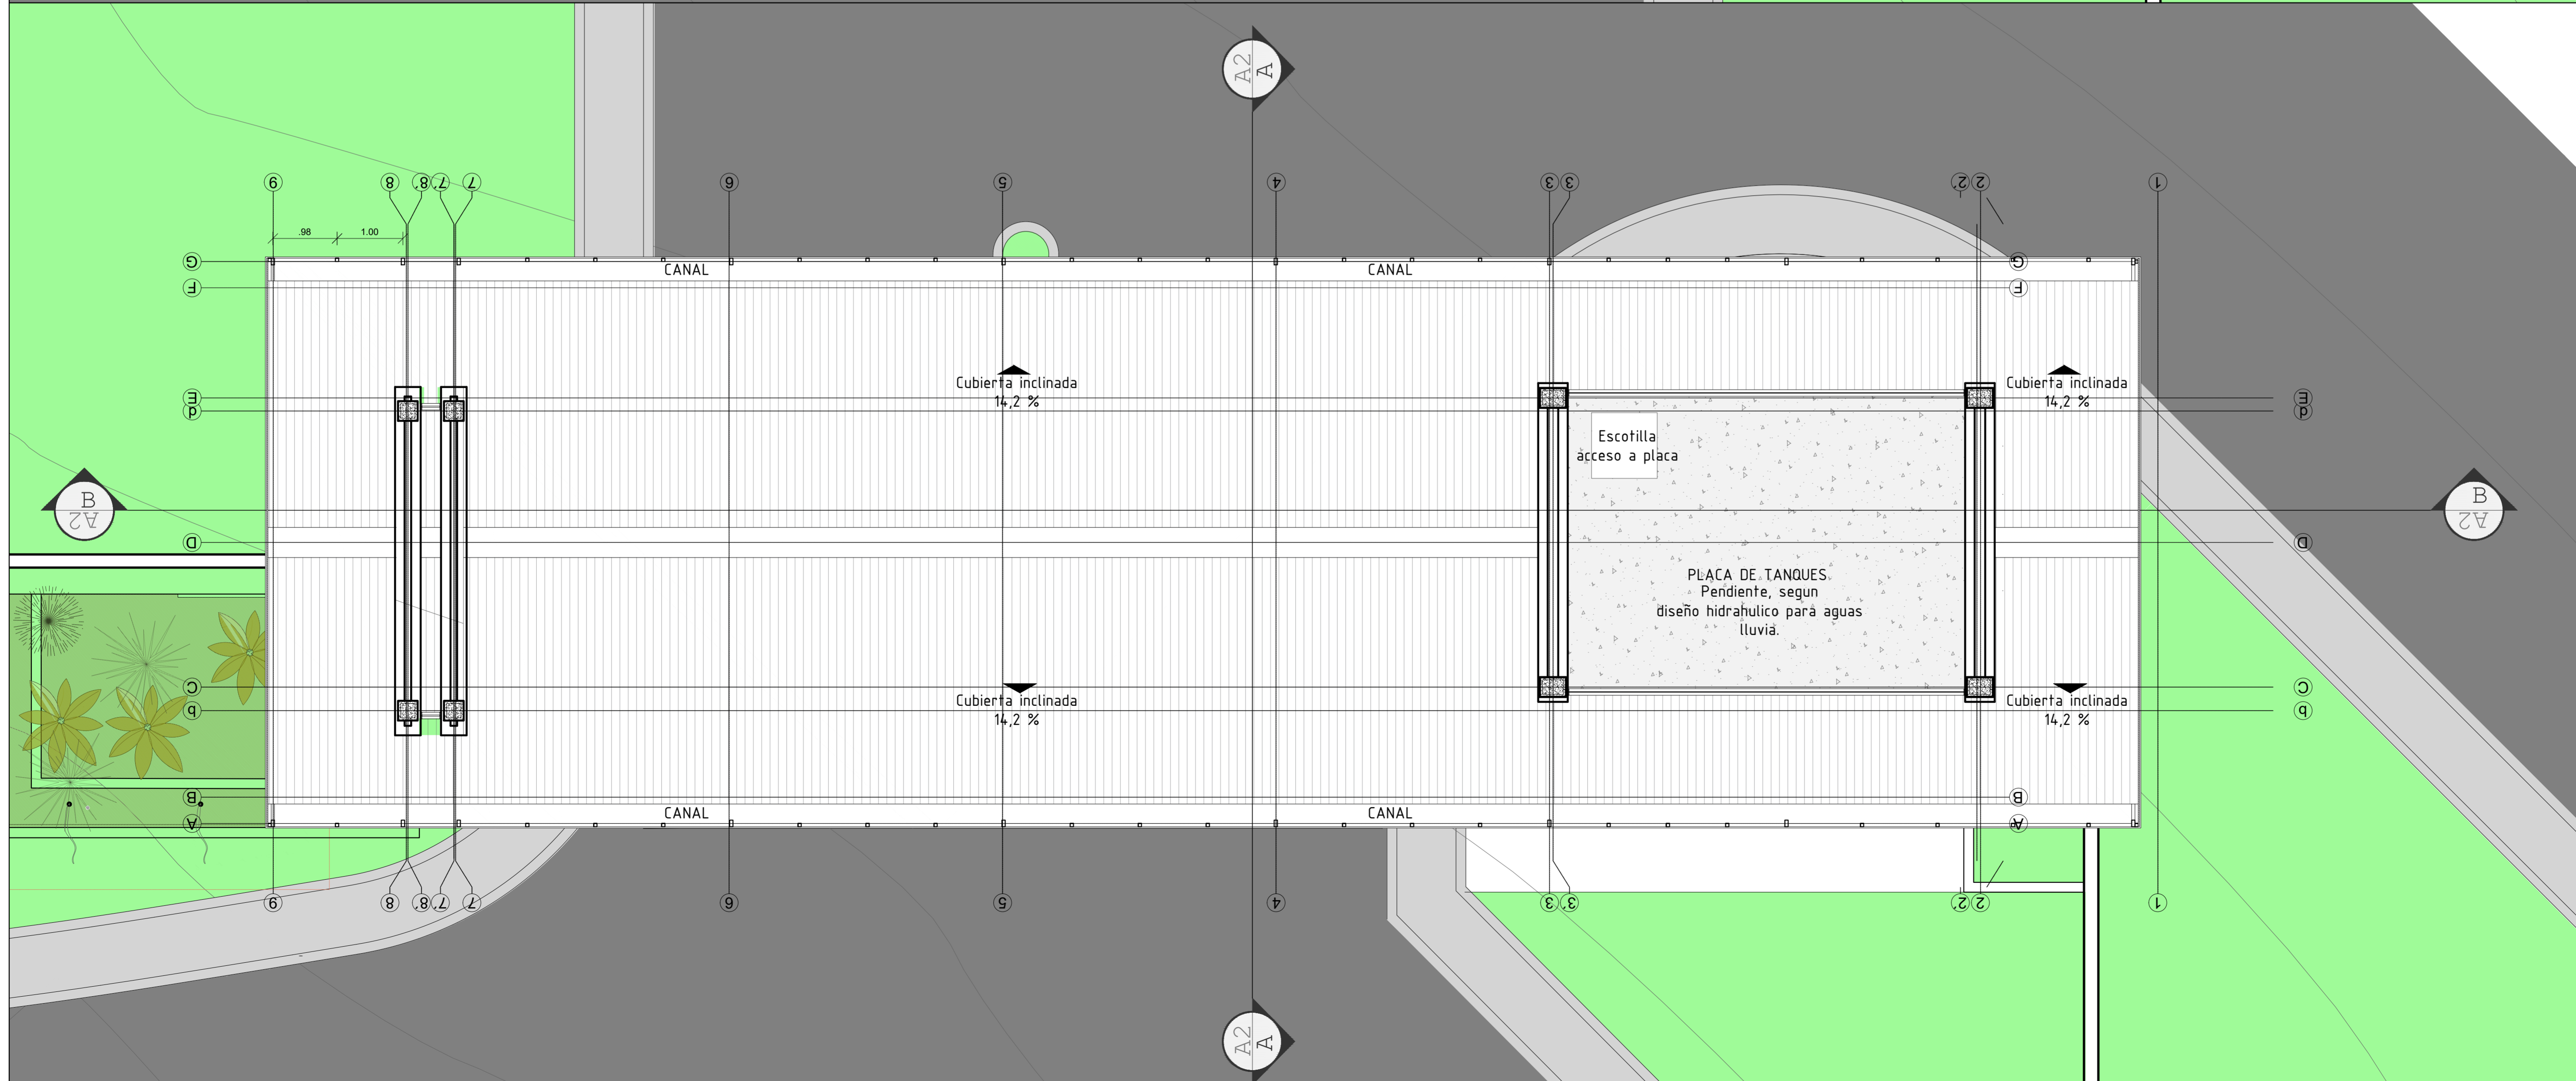 A2
A
9 8 8' 7' 7 6 5 4 3 3 2' 2 1
.98 1.00
G
G
CANAL CANAL
F
F
Cubierta inclinada
14,2 %
Cubierta inclinada
14,2 %
E
E
d
d
Escotilla
acceso a placa
B
A2
B
A2
D
D
PLACA DE TANQUES
Pendiente, segun
diseño hidrahulico para aguas
lluvia.
C
C
Cubierta inclinada
14,2 %
Cubierta inclinada
14,2 %
b
b
B
B
CANAL CANAL
A
A
9 8 8' 7' 7 6 5 4 3 3' 2' 2 1
A2
A